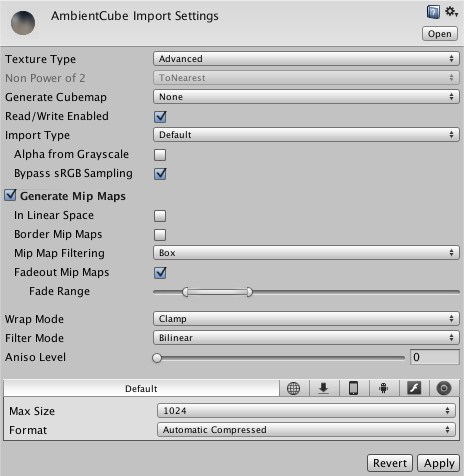 AmbientCube Import Settings
Open
Texture Type Advanced
Non Power of 2 ToNearest
Generate Cubemap None
Read/Write Enabled
Import Type Default
Alpha from Grayscale
Bypass sRGB Sampling
Generate Mip Maps
In Linear Space
Border Mip Maps
Mip Map Filtering Box
Fadeout Mip Maps
Fade Range
Wrap Mode Clamp
Filter Mode Bilinear
Aniso Level 0
Default
Max Size 1024
Format Automatic Compressed
Revert Apply